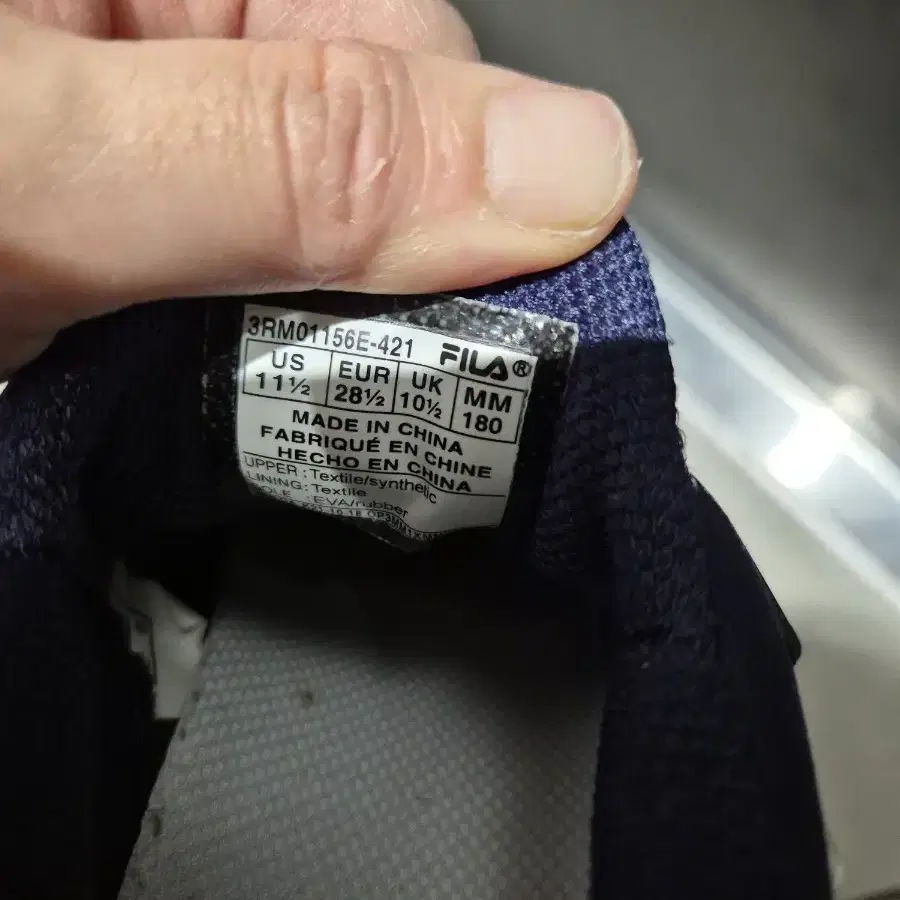 3RM01156E-421 FILA®
US EUR UK MM
11½ 28½ 10½ 180
MADE IN CHINA
FABRIQUÉ EN CHINE
HECHO EN CHINA
UPPER : Textile/synthetic
LINING: Textile
: EVA/rubber